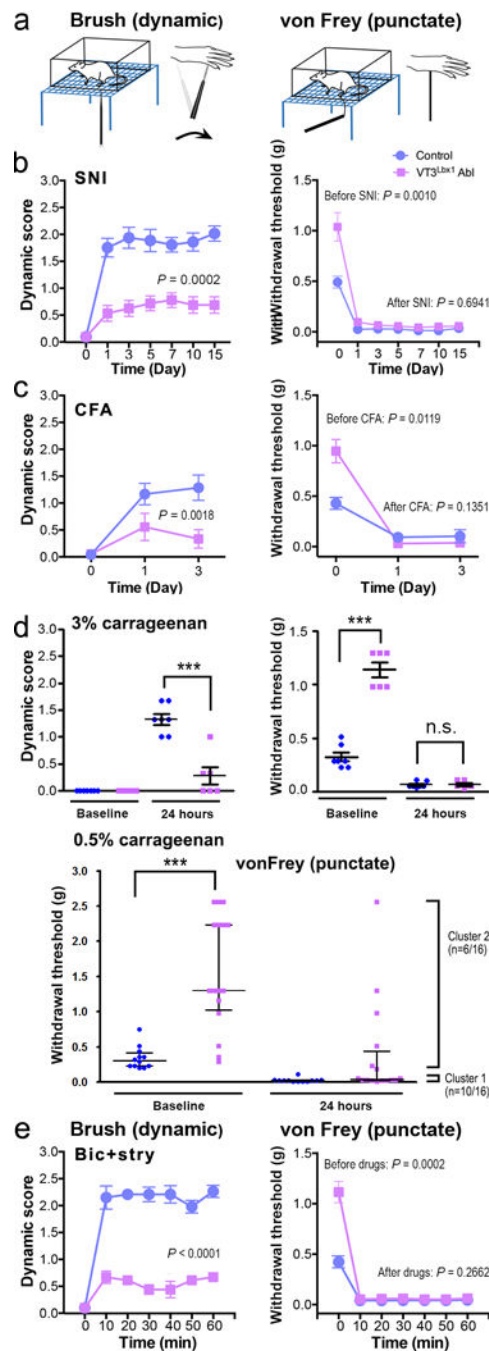 a
Brush (dynamic)
von Frey (punctate)
b
SNI
Dynamic score
2.5
2.0
1.5
1.0
0.5
0.0
P = 0.0002
0 1 3 5 7 10 15
Time (Day)
Control
VT3Lbx1 Abl
WithWithdrawal threshold (g)
1.5
1.0
0.5
0.0
Before SNI: P = 0.0010
After SNI: P = 0.6941
0 1 3 5 7 10 15
Time (Day)
c
CFA
Dynamic score
2.0
1.5
1.0
0.5
0.0
P = 0.0018
0 1 3
Time (Day)
Withdrawal threshold (g)
1.5
1.0
0.5
0.0
Before CFA: P = 0.0119
After CFA: P = 0.1351
0 1 3
Time (Day)
d
3% carrageenan
Dynamic score
2.5
2.0
1.5
1.0
0.5
0.0
***
Baseline 24 hours
Withdrawal threshold (g)
1.5
1.0
0.5
0.0
***
n.s.
Baseline 24 hours
0.5% carrageenan
vonFrey (punctate)
Withdrawal threshold (g)
3.0
2.5
2.0
1.5
1.0
0.5
0.0
***
Baseline 24 hours
Cluster 2
(n=6/16)
Cluster 1
(n=10/16)
e
Brush (dynamic)
von Frey (punctate)
Bic+stry
Dynamic score
2.5
2.0
1.5
1.0
0.5
0.0
P < 0.0001
0 10 20 30 40 50 60
Time (min)
Withdrawal threshold (g)
1.5
1.0
0.5
0.0
Before drugs: P = 0.0002
After drugs: P = 0.2662
0 10 20 30 40 50 60
Time (min)